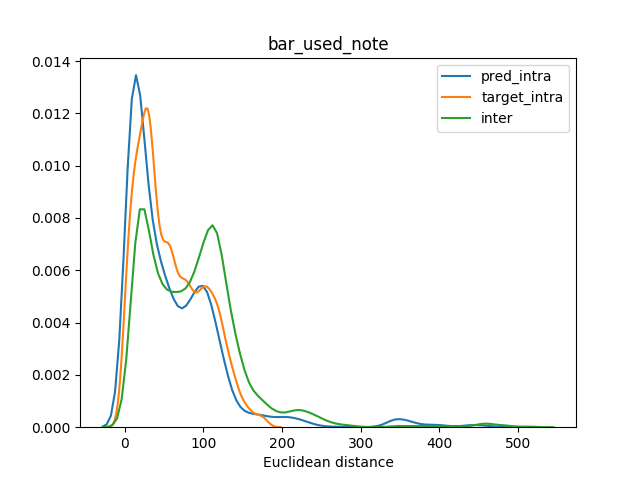 bar_used_note
0.014
0.012
0.010
0.008
0.006
0.004
0.002
0.000
pred_intra
target_intra
inter
0 100 200 300 400 500
Euclidean distance